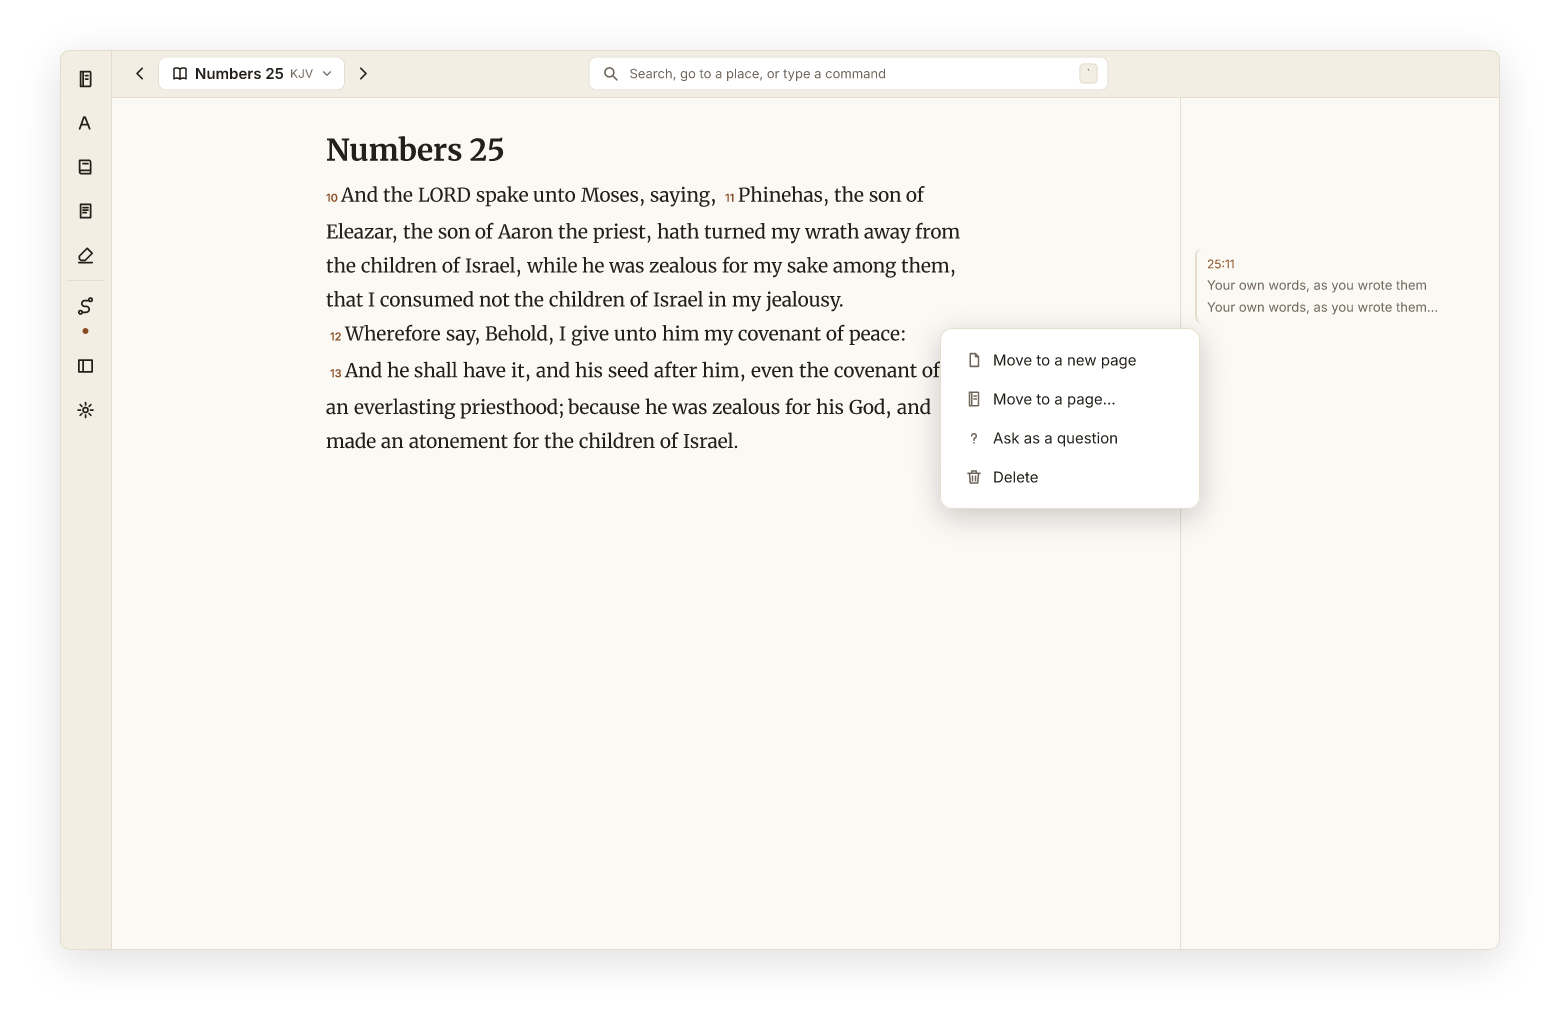 Numbers 25 KJV
Search, go to a place, or type a command
Numbers 25
10 And the LORD spake unto Moses, saying, 11 Phinehas, the son of
Eleazar, the son of Aaron the priest, hath turned my wrath away from
the children of Israel, while he was zealous for my sake among them,
that I consumed not the children of Israel in my jealousy.
12 Wherefore say, Behold, I give unto him my covenant of peace:
13 And he shall have it, and his seed after him, even the covenant of
an everlasting priesthood; because he was zealous for his God, and
made an atonement for the children of Israel.
25:11
Your own words, as you wrote them
Your own words, as you wrote them...
Move to a new page
Move to a page...
? Ask as a question
Delete